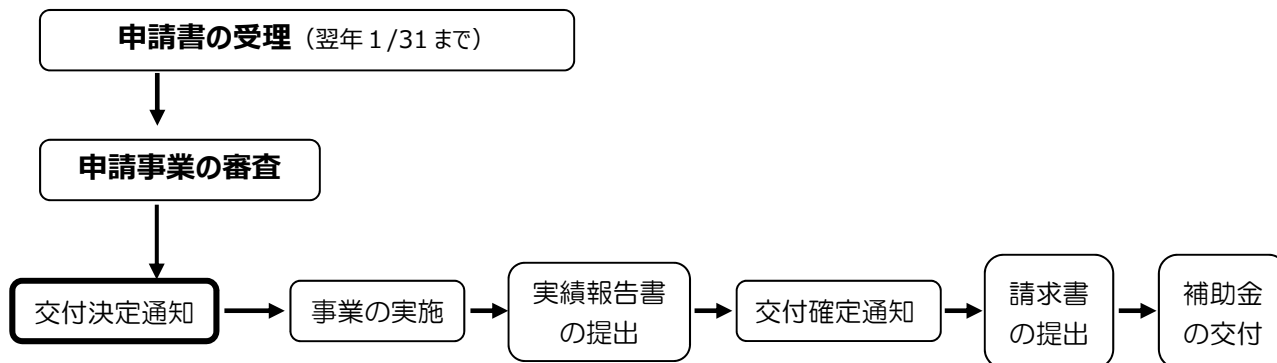 申請書の受理（翌年１/31まで）
申請事業の審査
交付決定通知
事業の実施
実績報告書
の提出
交付確定通知
請求書
の提出
補助金
の交付